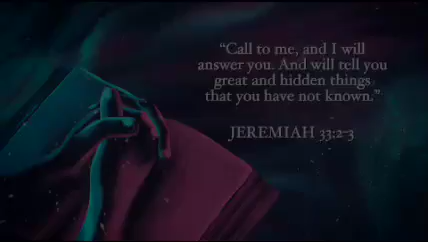 “Call to me, and I will
answer you. And will tell you
great and hidden things
that you have not known.”
JEREMIAH 33:2-3